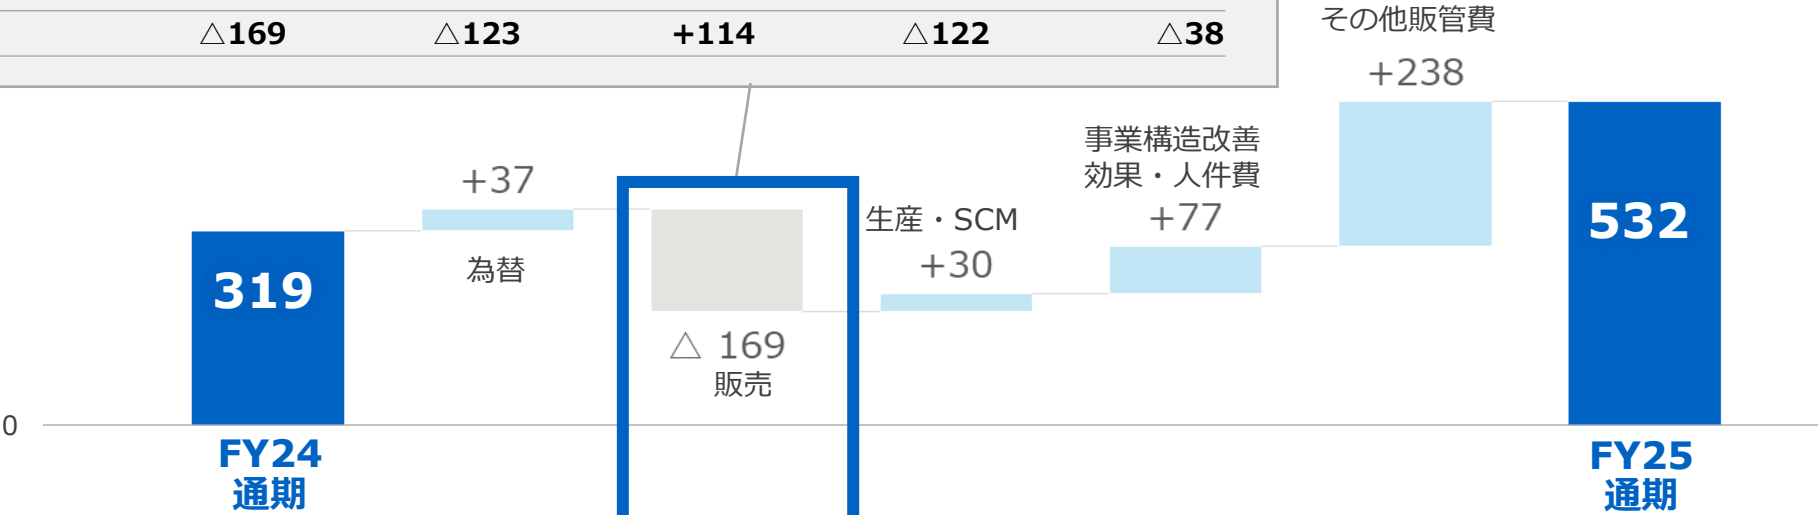 △169 △123 +114 △122 △38
その他販管費
+238
事業構造改善
効果・人件費
+77
+37
為替
生産・SCM
+30
319
532
△ 169
販売
0
FY24
通期
FY25
通期